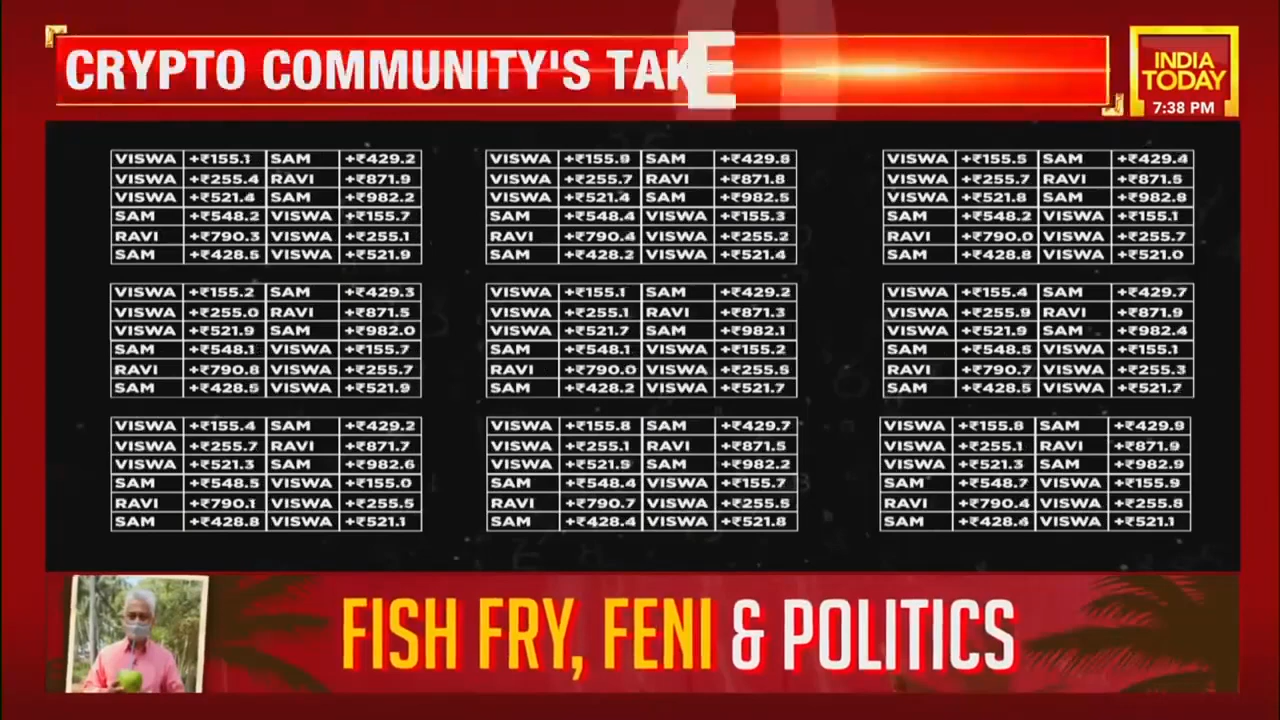 CRYPTO COMMUNITY'S TAKE
INDIA
TODAY
7:38 PM
VISWA +₹155.1 SAM +₹429.2
VISWA +₹255.4 RAVI +₹871.9
VISWA +₹521.4 SAM +₹982.2
SAM +₹548.2 VISWA +₹155.7
RAVI +₹790.3 VISWA +₹255.1
SAM +₹428.5 VISWA +₹521.9
VISWA +₹155.9 SAM +₹429.8
VISWA +₹255.7 RAVI +₹871.8
VISWA +₹521.4 SAM +₹982.5
SAM +₹548.4 VISWA +₹155.3
RAVI +₹790.4 VISWA +₹255.2
SAM +₹428.2 VISWA +₹521.4
VISWA +₹155.5 SAM +₹429.4
VISWA +₹255.7 RAVI +₹871.5
VISWA +₹521.8 SAM +₹982.8
SAM +₹548.2 VISWA +₹155.1
RAVI +₹790.0 VISWA +₹255.7
SAM +₹428.8 VISWA +₹521.0
VISWA +₹155.2 SAM +₹429.3
VISWA +₹255.0 RAVI +₹871.5
VISWA +₹521.9 SAM +₹982.0
SAM +₹548.1 VISWA +₹155.7
RAVI +₹790.8 VISWA +₹255.7
SAM +₹428.5 VISWA +₹521.9
VISWA +₹155.1 SAM +₹429.2
VISWA +₹255.1 RAVI +₹871.3
VISWA +₹521.7 SAM +₹982.1
SAM +₹548.1 VISWA +₹155.2
RAVI +₹790.0 VISWA +₹255.5
SAM +₹428.2 VISWA +₹521.7
VISWA +₹155.4 SAM +₹429.7
VISWA +₹255.9 RAVI +₹871.9
VISWA +₹521.9 SAM +₹982.4
SAM +₹548.5 VISWA +₹155.1
RAVI +₹790.7 VISWA +₹255.3
SAM +₹428.5 VISWA +₹521.7
VISWA +₹155.4 SAM +₹429.2
VISWA +₹255.7 RAVI +₹871.7
VISWA +₹521.3 SAM +₹982.6
SAM +₹548.5 VISWA +₹155.0
RAVI +₹790.1 VISWA +₹255.5
SAM +₹428.8 VISWA +₹521.1
VISWA +₹155.8 SAM +₹429.7
VISWA +₹255.1 RAVI +₹871.5
VISWA +₹521.9 SAM +₹982.2
SAM +₹548.4 VISWA +₹155.7
RAVI +₹790.7 VISWA +₹255.5
SAM +₹428.4 VISWA +₹521.8
VISWA +₹155.8 SAM +₹429.9
VISWA +₹255.1 RAVI +₹871.9
VISWA +₹521.3 SAM +₹982.9
SAM +₹548.7 VISWA +₹155.9
RAVI +₹790.4 VISWA +₹255.8
SAM +₹428.4 VISWA +₹521.1
FISH FRY, FENI & POLITICS